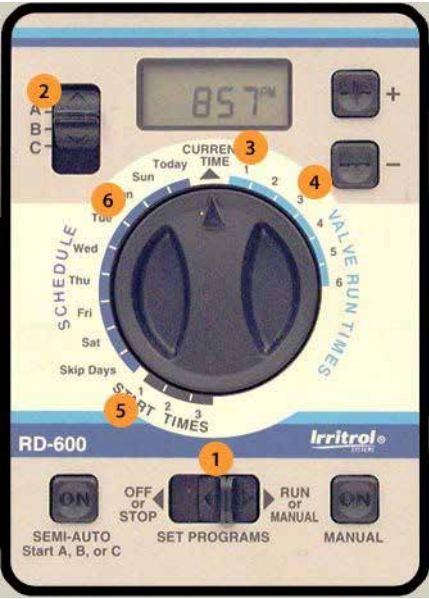 2
A
B
C
857PM
+
-
CURRENT
TIME
3
4
Today
Sun
6
Tue
Wed
Thu
Fri
Sat
Skip Days
SCHEDULE
1
2
3
4
5
6
VALVE RUN TIMES
1
2
3
START TIMES
5
RD-600
Irritrol
SYSTEMS
1
ON
SEMI-AUTO
Start A, B, or C
OFF
or
STOP
SET PROGRAMS
RUN
or
MANUAL
ON
MANUAL